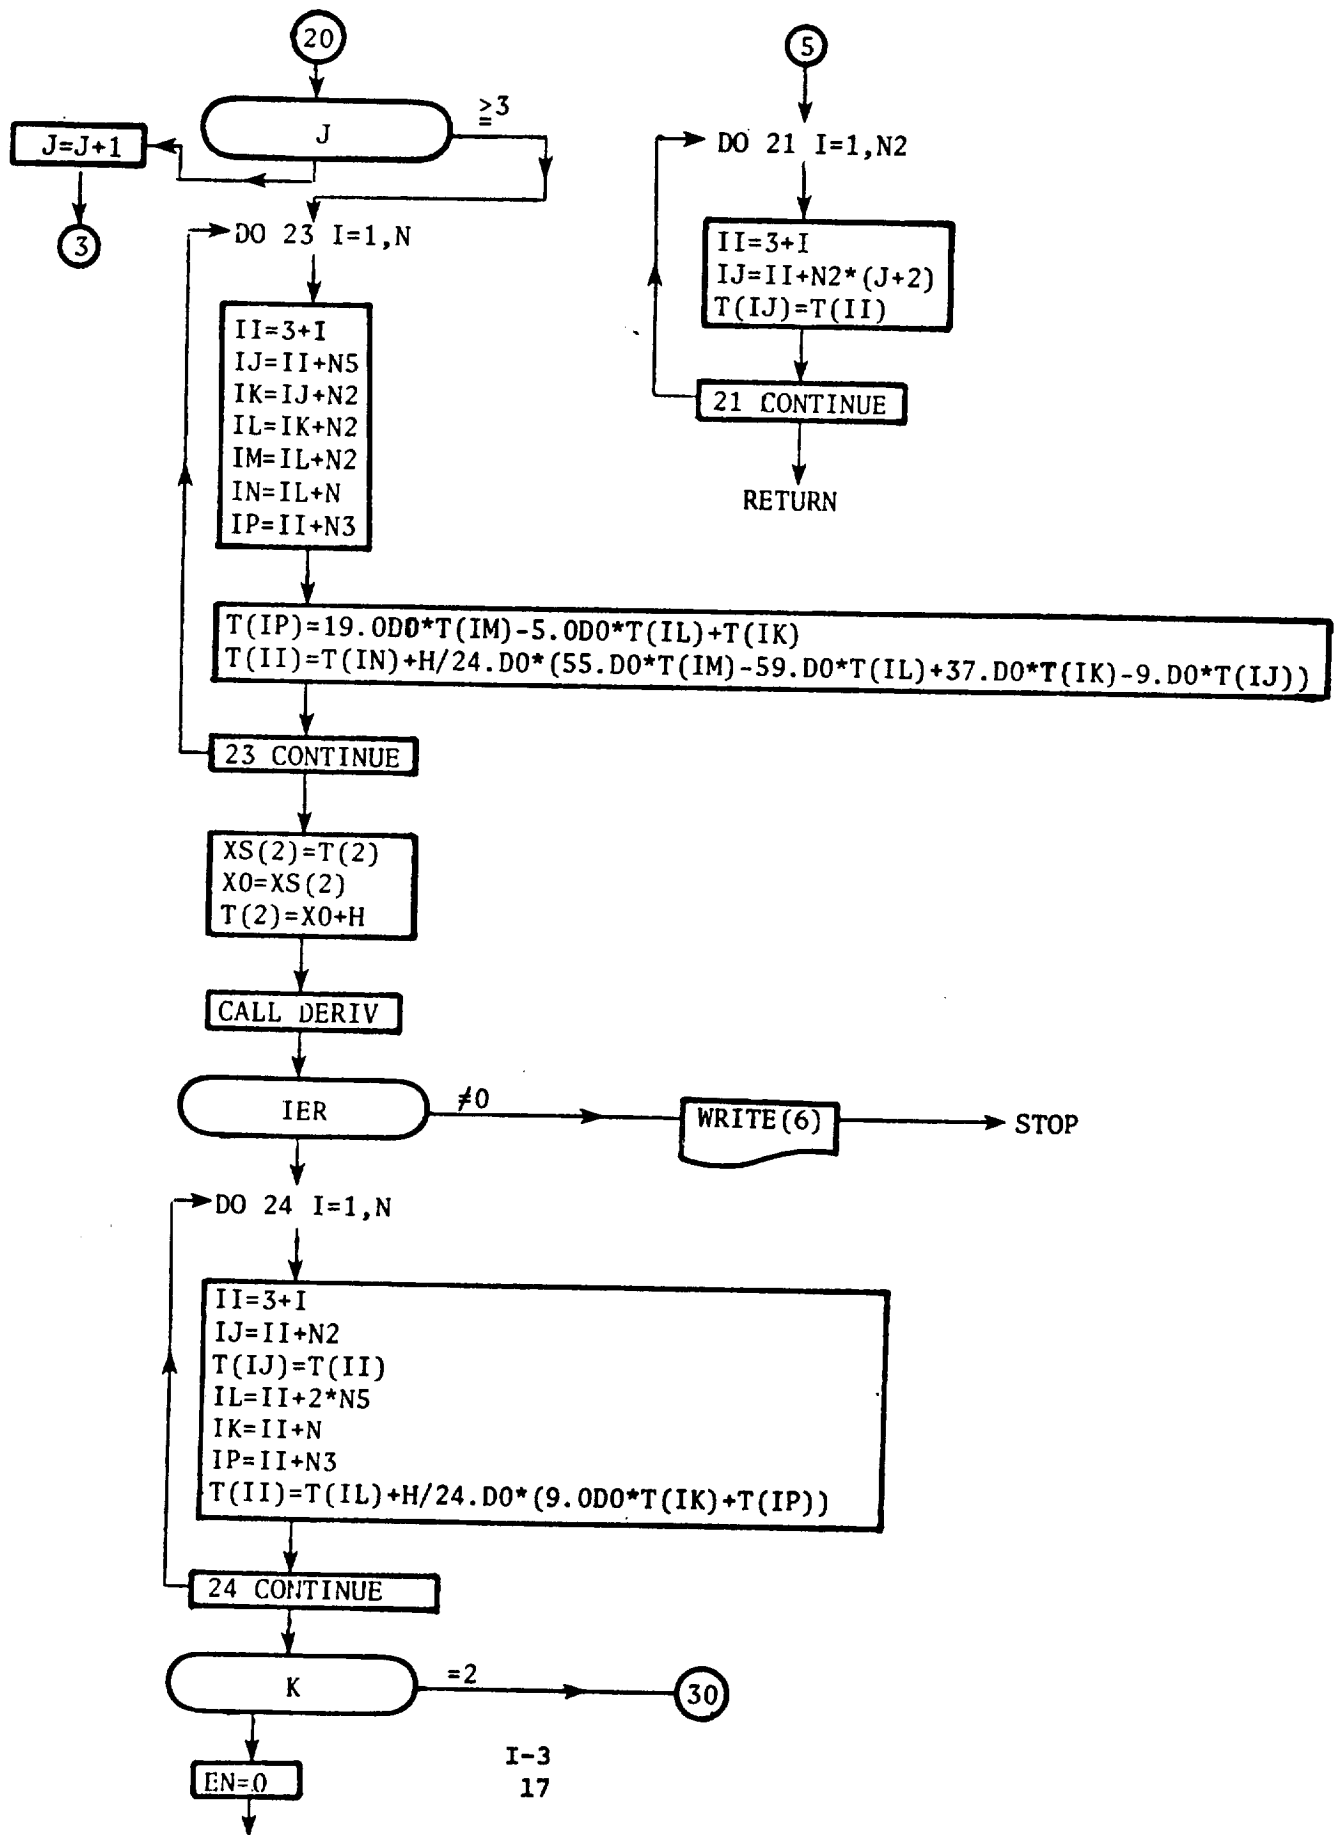 20
J
≥3
J=J+1
3
DO 23 I=1,N
II=3+I
IJ=II+N5
IK=IJ+N2
IL=IK+N2
IM=IL+N2
IN=IL+N
IP=II+N3
T(IP)=19.0D0*T(IM)-5.0D0*T(IL)+T(IK)
T(II)=T(IN)+H/24.D0*(55.D0*T(IM)-59.D0*T(IL)+37.D0*T(IK)-9.D0*T(IJ))
23 CONTINUE
XS(2)=T(2)
X0=XS(2)
T(2)=X0+H
CALL DERIV
IER
≠0
WRITE(6)
STOP
DO 24 I=1,N
II=3+I
IJ=II+N2
T(IJ)=T(II)
IL=II+2*N5
IK=II+N
IP=II+N3
T(II)=T(IL)+H/24.D0*(9.0D0*T(IK)+T(IP))
24 CONTINUE
K
=2
30
EN=0
5
DO 21 I=1,N2
II=3+I
IJ=II+N2*(J+2)
T(IJ)=T(II)
21 CONTINUE
RETURN
I-3
17